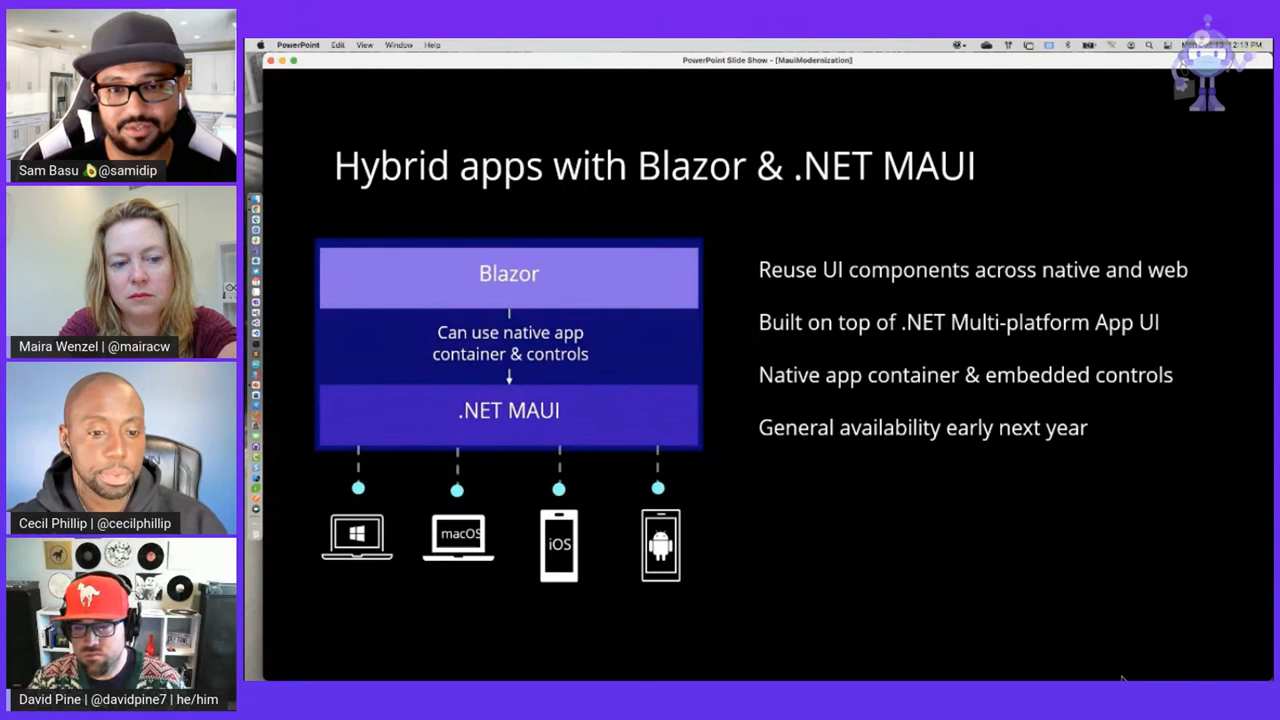 Sam Basu 🥑@samidip
Maira Wenzel | @mairacw
Cecil Phillip | @cecilphillip
David Pine | @davidpine7 | he/him
PowerPoint Edit View Window Help
12:13 PM
PowerPoint Slide Show - [MauiModernization]
Hybrid apps with Blazor & .NET MAUI
Blazor
Can use native app
container & controls
.NET MAUI
macOS
iOS
Reuse UI components across native and web
Built on top of .NET Multi-platform App UI
Native app container & embedded controls
General availability early next year